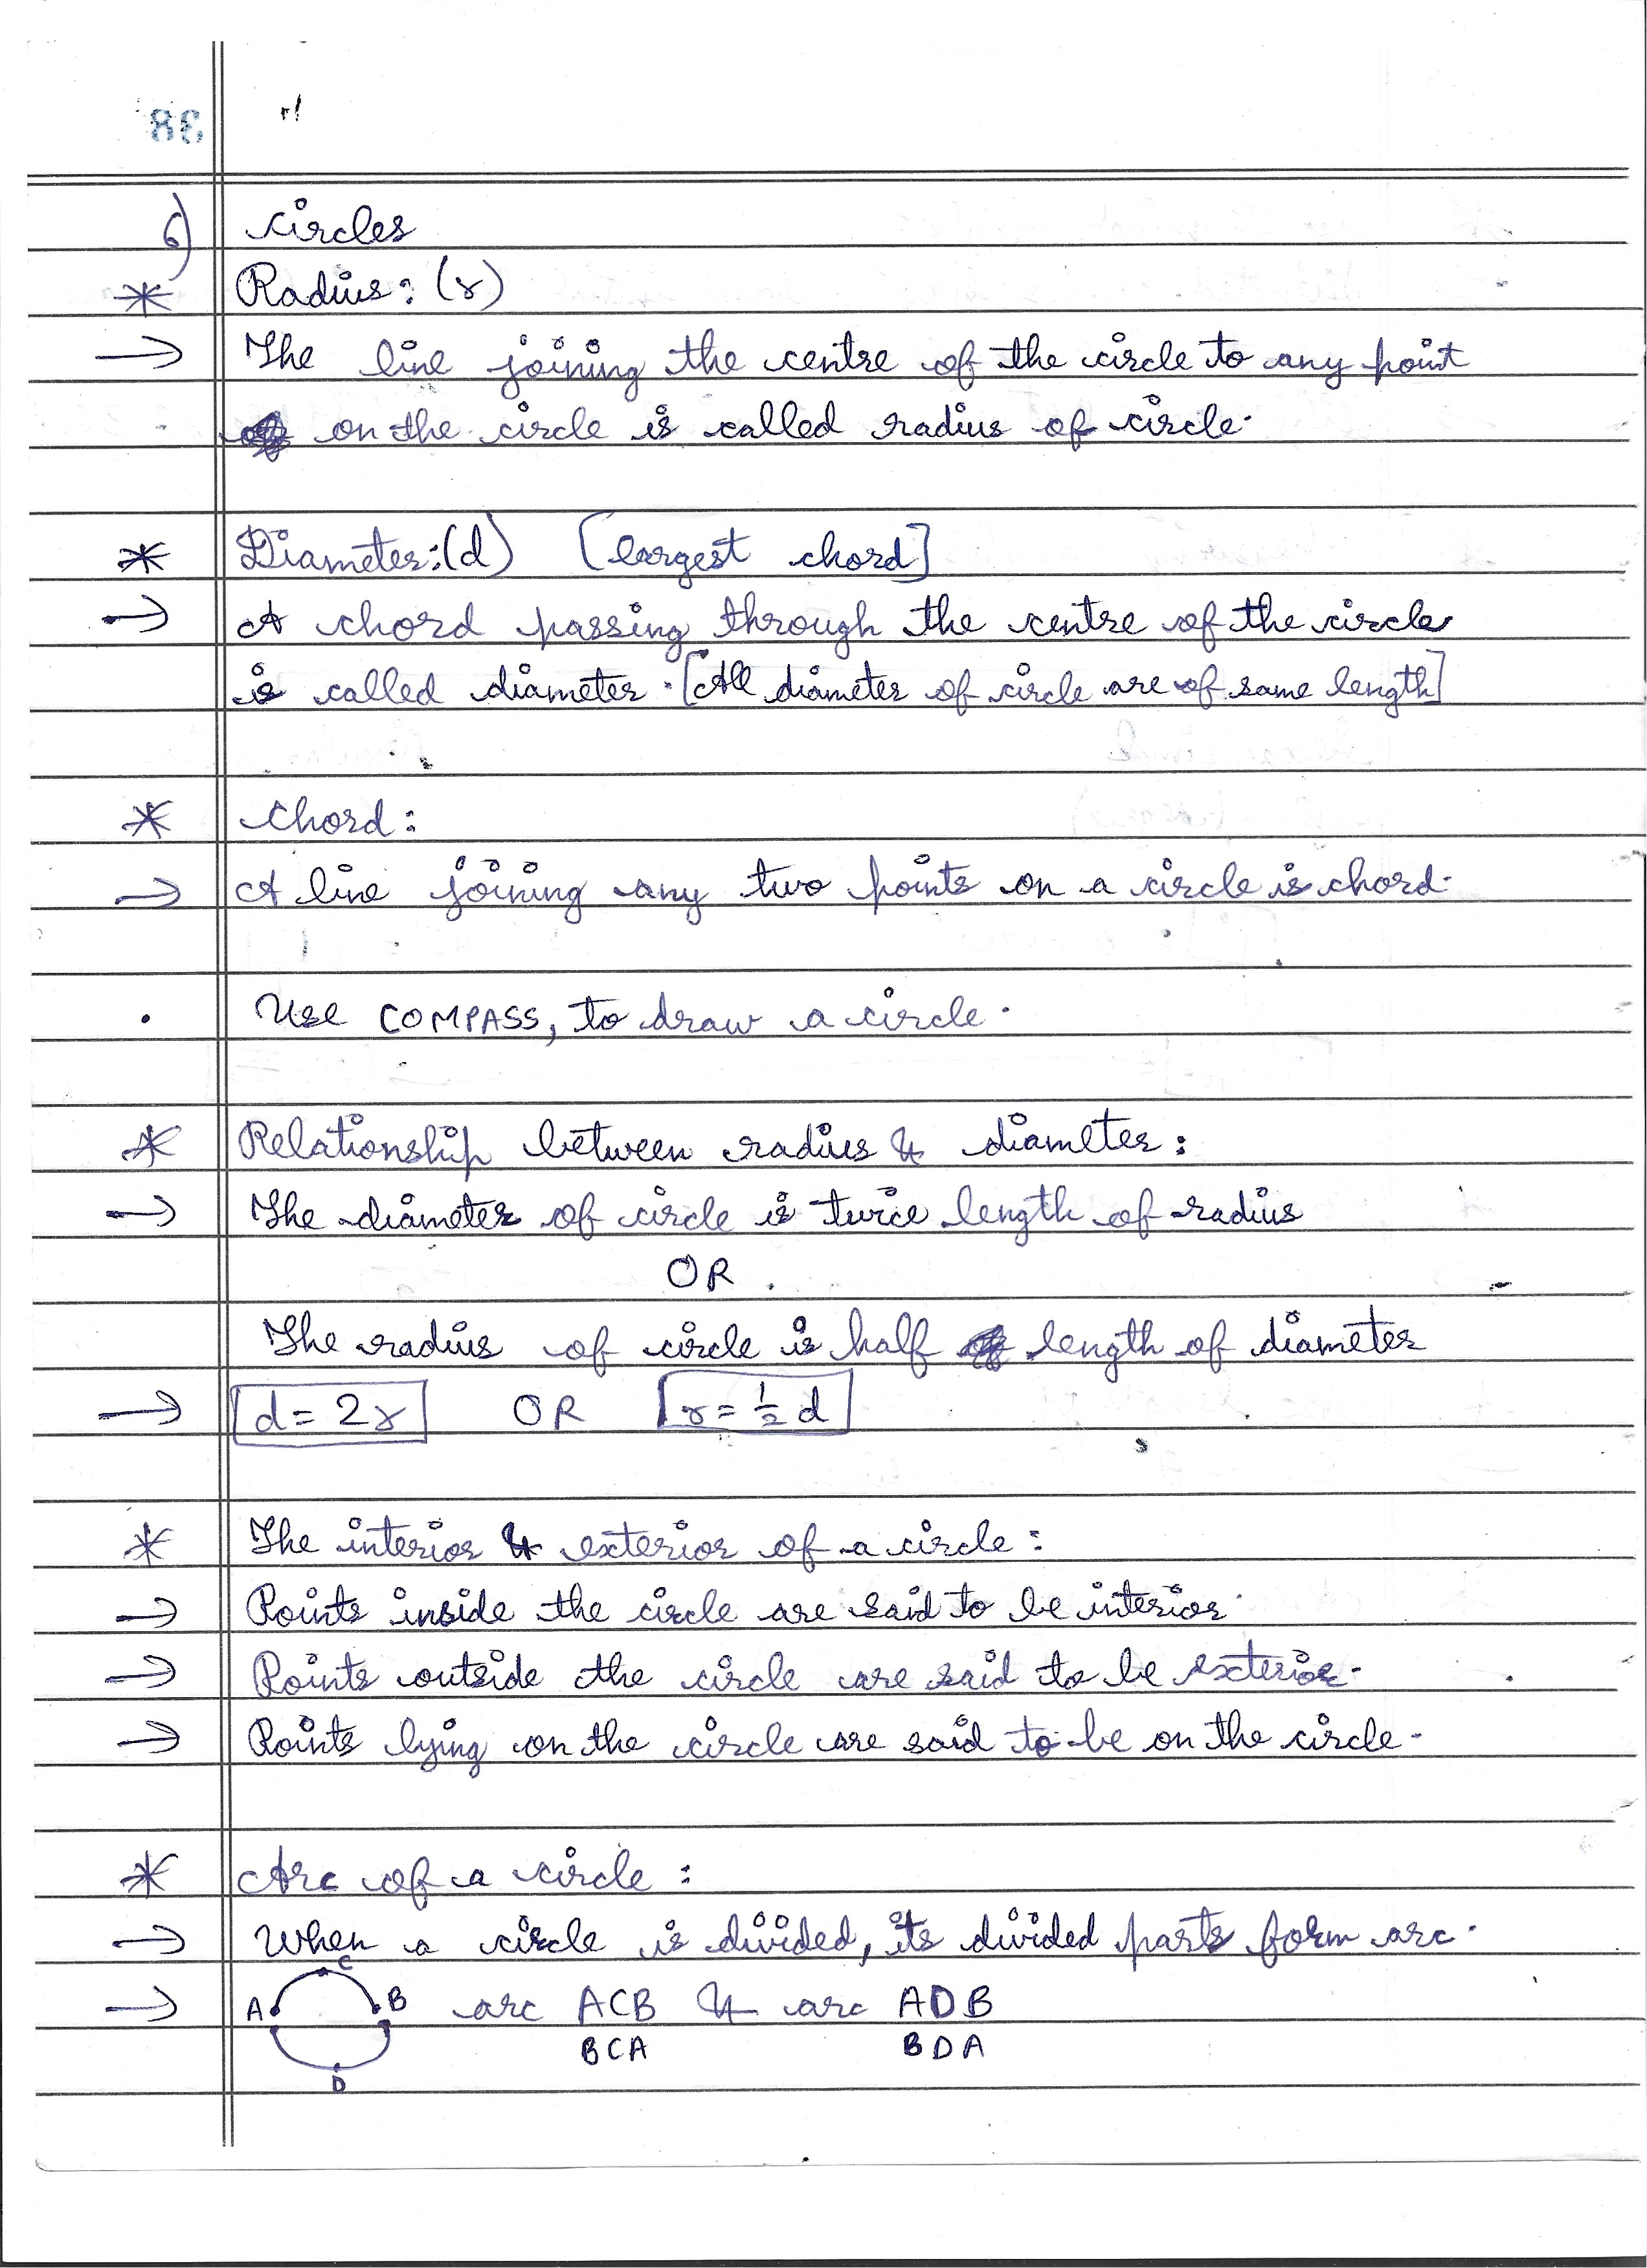 38
6) Circles
* Radius: (r)
→ The line joining the centre of the circle to any point
on the circle is called radius of circle.
* Diameter: (d) [largest chord]
→ A chord passing through the centre of the circle
is called diameter. [All diameter of circle are of same length]
* Chord:
→ A line joining any two points on a circle is chord.
• Use COMPASS, to draw a circle.
* Relationship between radius & diameter:
→ The diameter of circle is twice length of radius
OR
The radius of circle is half length of diameter
→ d = 2r OR r = 1/2 d
* The interior & exterior of a circle:
→ Points inside the circle are said to be interior.
→ Points outside the circle are said to be exterior.
→ Points lying on the circle are said to be on the circle.
* Arc of a circle:
→ When a circle is divided, its divided parts form arc.
C
→ A B arc ACB & arc ADB
BCA BDA
D